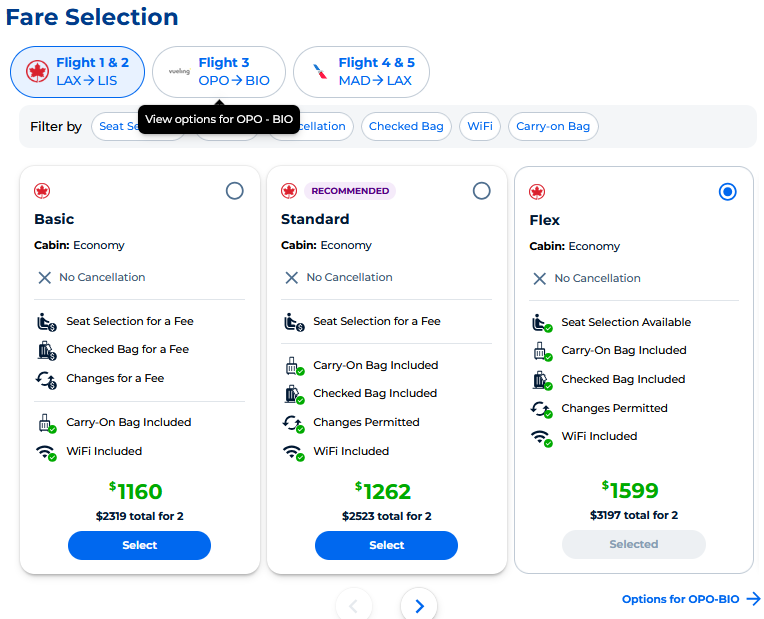 Fare Selection
Flight 1 & 2
LAX→LIS
vueling
Flight 3
OPO→BIO
Flight 4 & 5
MAD→LAX
View options for OPO - BIO
Filter by
Seat Se
cellation
Checked Bag
WiFi
Carry-on Bag
Basic
Cabin: Economy
No Cancellation
Seat Selection for a Fee
Checked Bag for a Fee
Changes for a Fee
Carry-On Bag Included
WiFi Included
$1160
$2319 total for 2
Select
RECOMMENDED
Standard
Cabin: Economy
No Cancellation
Seat Selection for a Fee
Carry-On Bag Included
Checked Bag Included
Changes Permitted
WiFi Included
$1262
$2523 total for 2
Select
Flex
Cabin: Economy
No Cancellation
Seat Selection Available
Carry-On Bag Included
Checked Bag Included
Changes Permitted
WiFi Included
$1599
$3197 total for 2
Selected
Options for OPO-BIO →